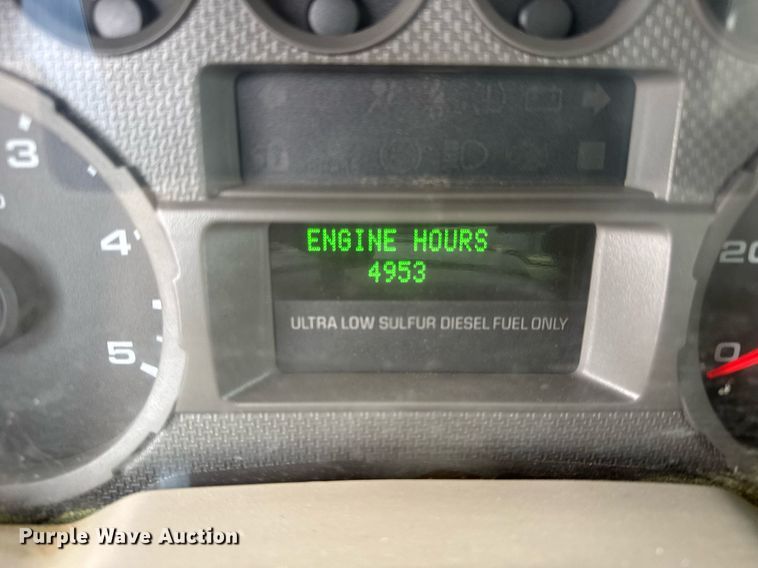 3
4
5
ENGINE HOURS
4953
ULTRA LOW SULFUR DIESEL FUEL ONLY
20
0
Purple Wave Auction